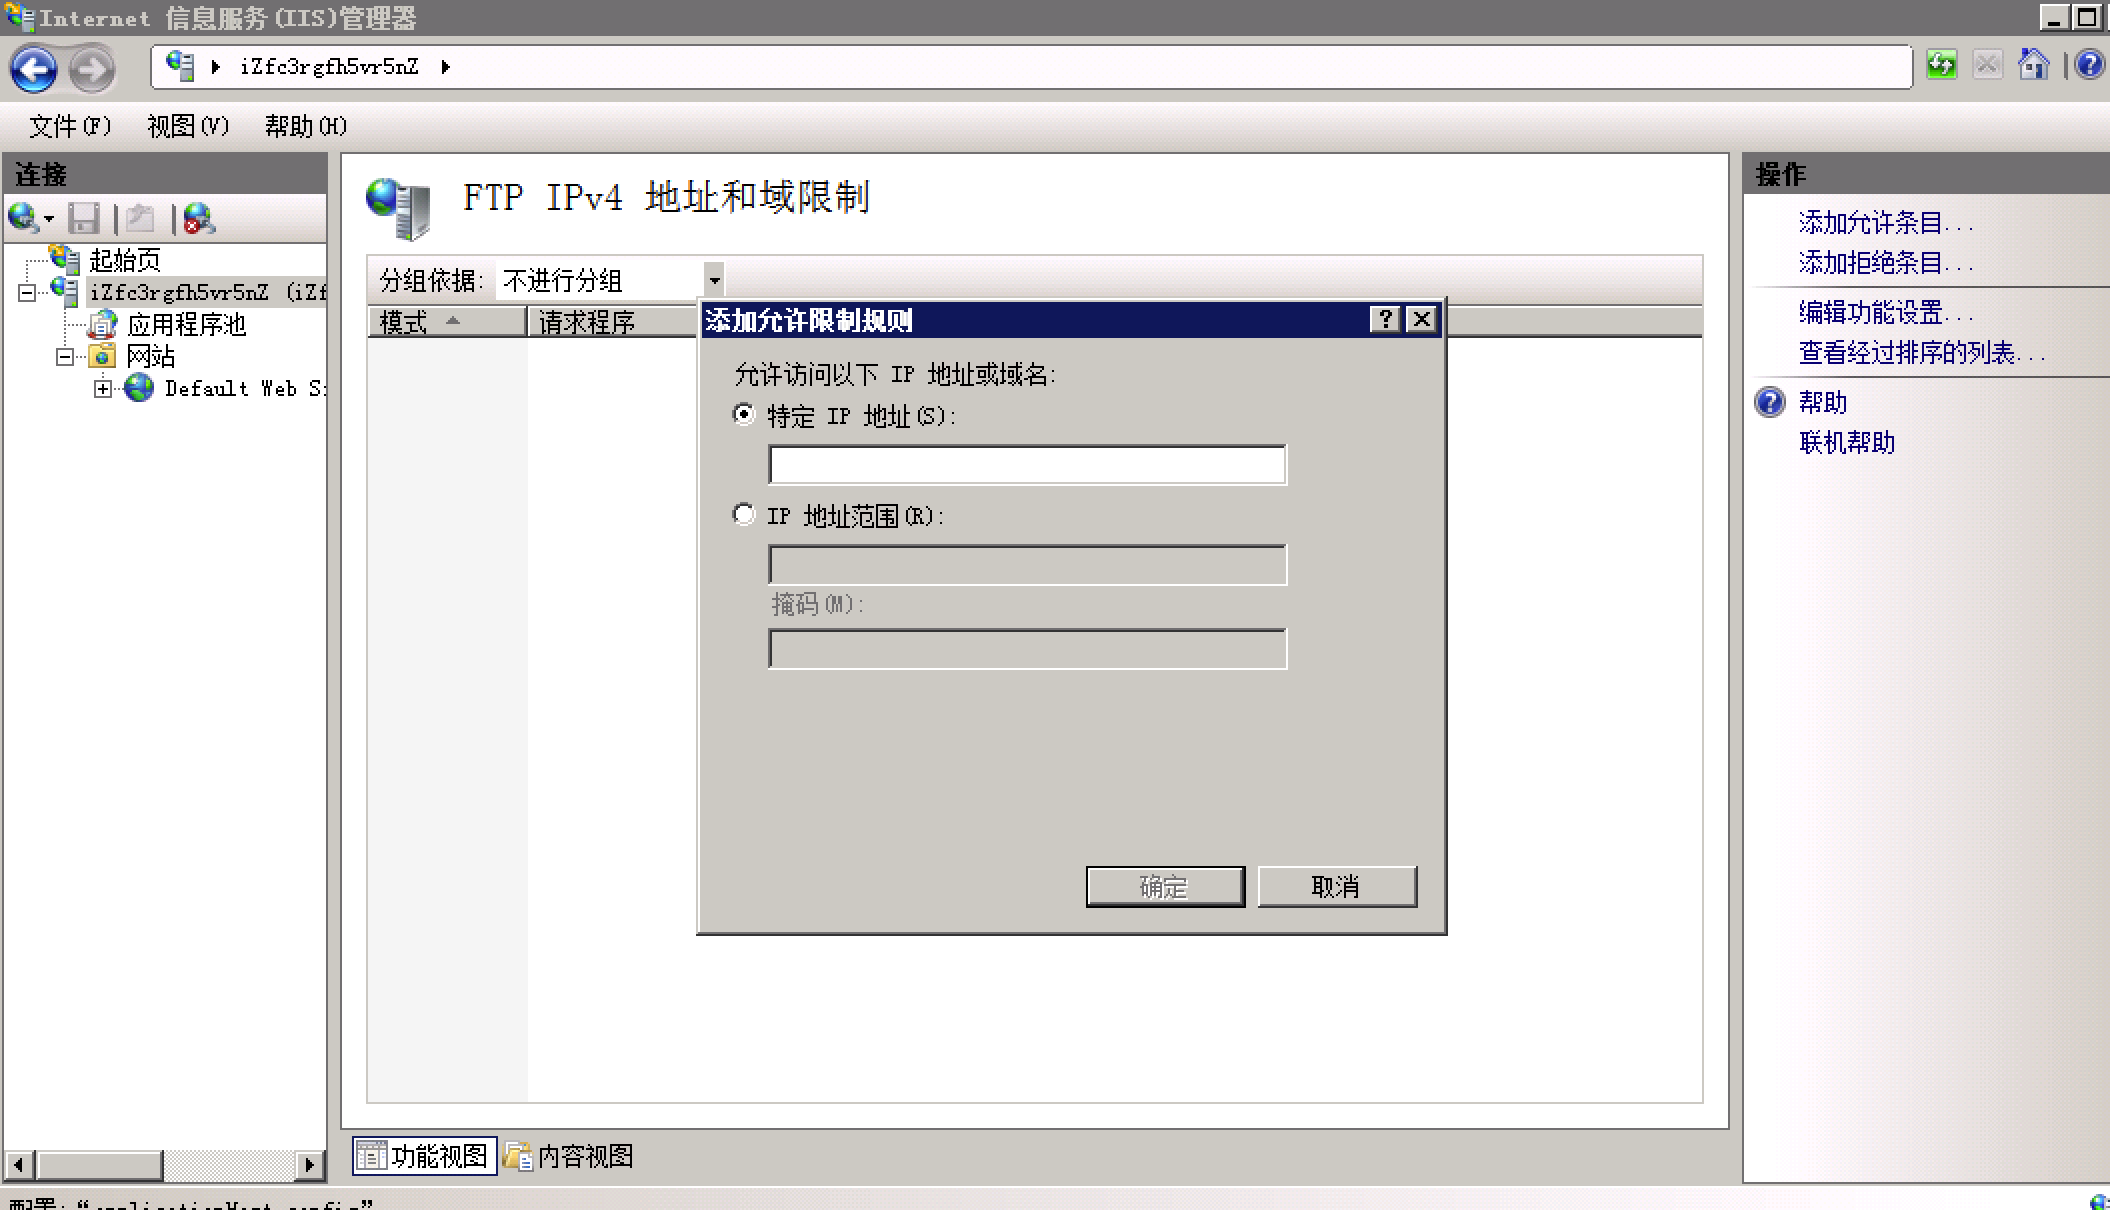 Internet 信息服务(IIS)管理器
iZfc3rgfh5vr5nZ
文件(F) 视图(V) 帮助(H)
连接
起始页
iZfc3rgfh5vr5nZ (iZf
应用程序池
网站
Default Web Si
FTP IPv4 地址和域限制
分组依据: 不进行分组
模式 请求程序
添加允许限制规则
允许访问以下 IP 地址或域名:
特定 IP 地址(S):
IP 地址范围(R):
掩码(M):
确定 取消
功能视图 内容视图
操作
添加允许条目...
添加拒绝条目...
编辑功能设置...
查看经过排序的列表...
帮助
联机帮助
配置: “applicationHost.config”